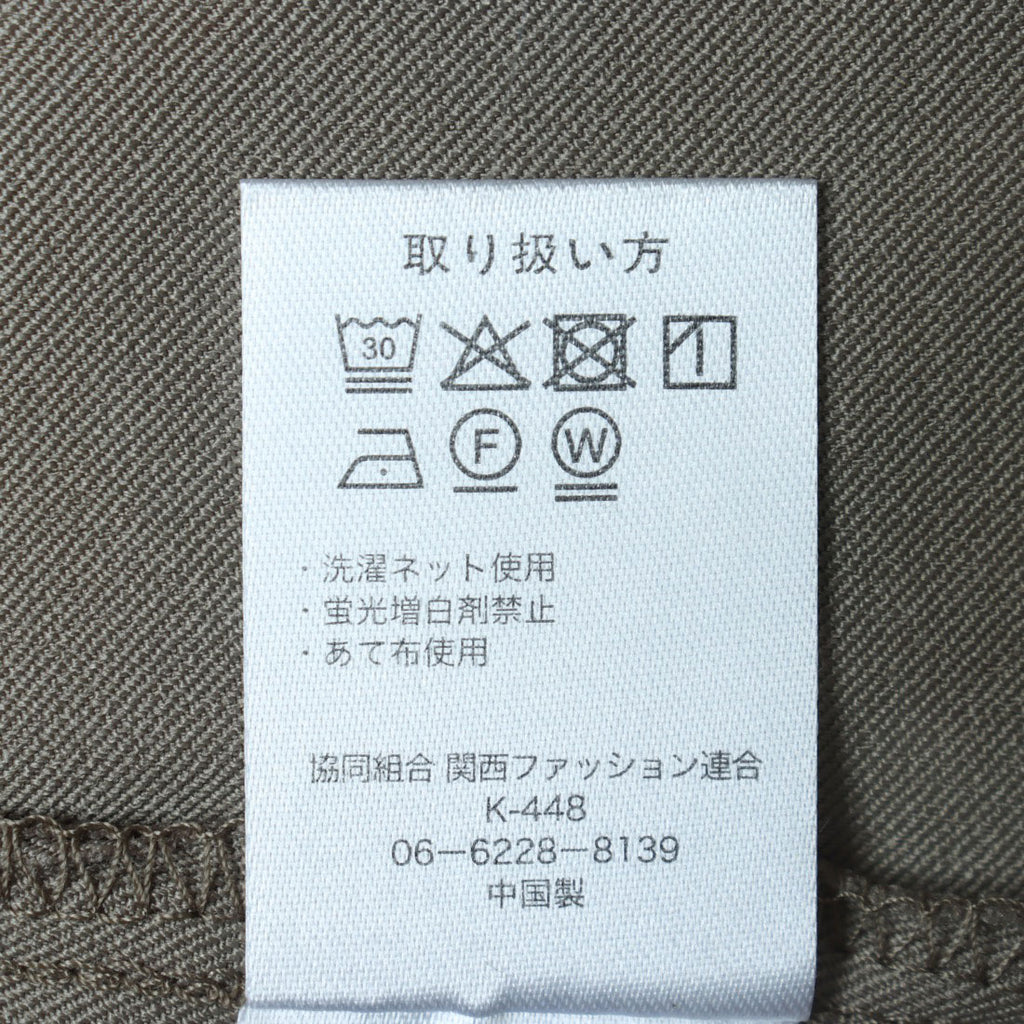 取り扱い方
30
F W
・洗濯ネット使用
・蛍光増白剤禁止
・あて布使用
協同組合 関西ファッション連合
K-448
06-6228-8139
中国製